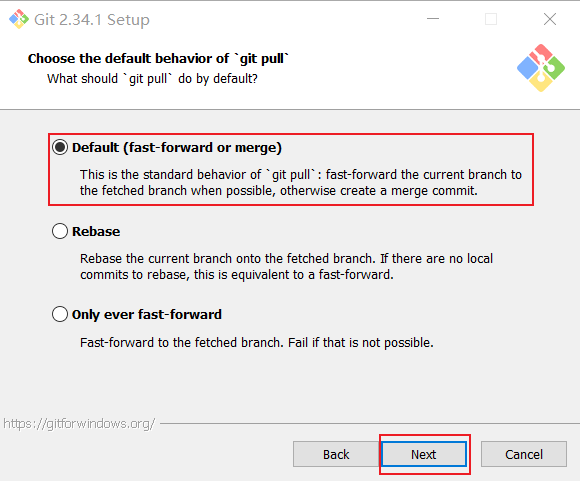 Git 2.34.1 Setup
Choose the default behavior of `git pull`
What should `git pull` do by default?
Default (fast-forward or merge)
This is the standard behavior of `git pull`: fast-forward the current branch to
the fetched branch when possible, otherwise create a merge commit.
Rebase
Rebase the current branch onto the fetched branch. If there are no local
commits to rebase, this is equivalent to a fast-forward.
Only ever fast-forward
Fast-forward to the fetched branch. Fail if that is not possible.
https://gitforwindows.org/
Back Next Cancel